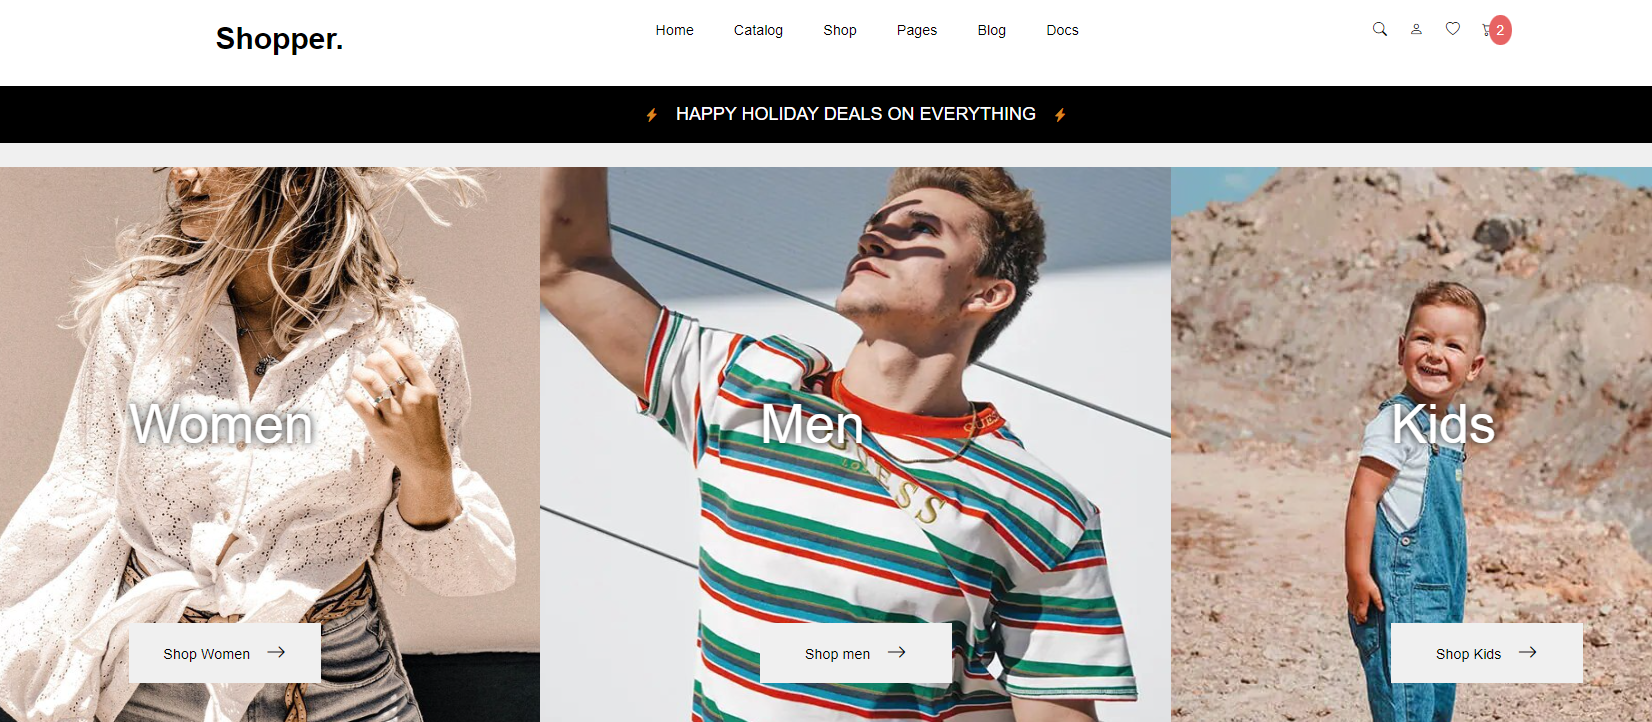 Shopper.
Home Catalog Shop Pages Blog Docs
2
HAPPY HOLIDAY DEALS ON EVERYTHING
Women
Men
Kids
GUESS
Shop Women
Shop men
Shop Kids